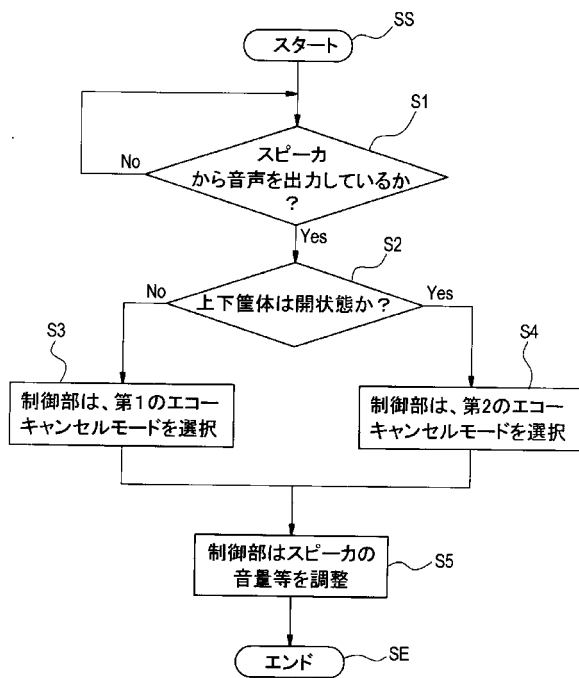 スタート
SS
S1
No
スピーカ
から音声を出力しているか
？
Yes
S2
No
上下筐体は開状態か？
Yes
S3
S4
制御部は、第1のエコー
キャンセルモードを選択
制御部は、第2のエコー
キャンセルモードを選択
制御部はスピーカの
音量等を調整
S5
エンド
SE